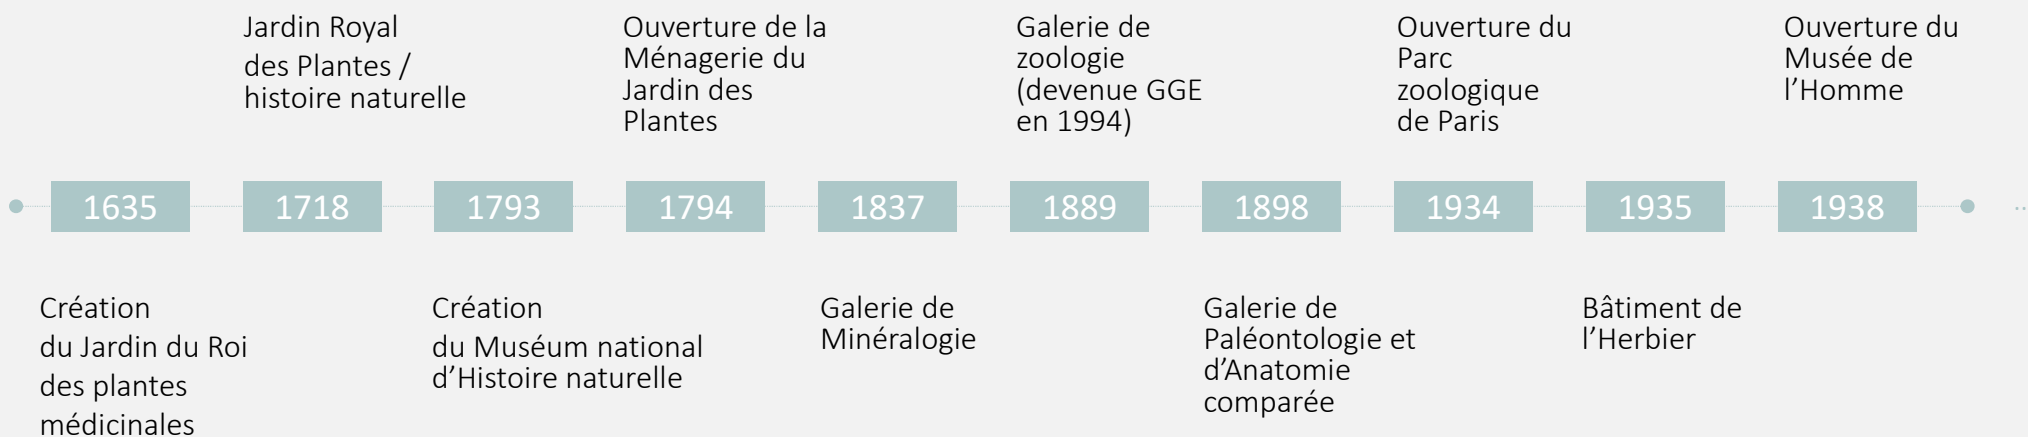 Jardin Royal
des Plantes /
histoire naturelle
Ouverture de la
Ménagerie du
Jardin des
Plantes
Galerie de
zoologie
(devenue GGE
en 1994)
Ouverture du
Parc
zoologique
de Paris
Ouverture du
Musée de
l’Homme
1635 1718 1793 1794 1837 1889 1898 1934 1935 1938
Création
du Jardin du Roi
des plantes
médicinales
Création
du Muséum national
d’Histoire naturelle
Galerie de
Minéralogie
Galerie de
Paléontologie et
d’Anatomie
comparée
Bâtiment de
l’Herbier